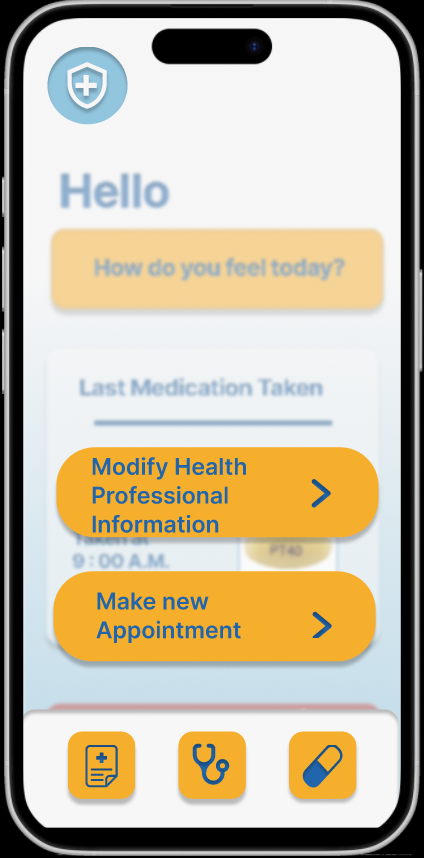 Hello
How do you feel today?
Last Medication Taken
Modify Health
Professional
Information
Taken at
9 : 00 A.M.
PT40
Make new
Appointment